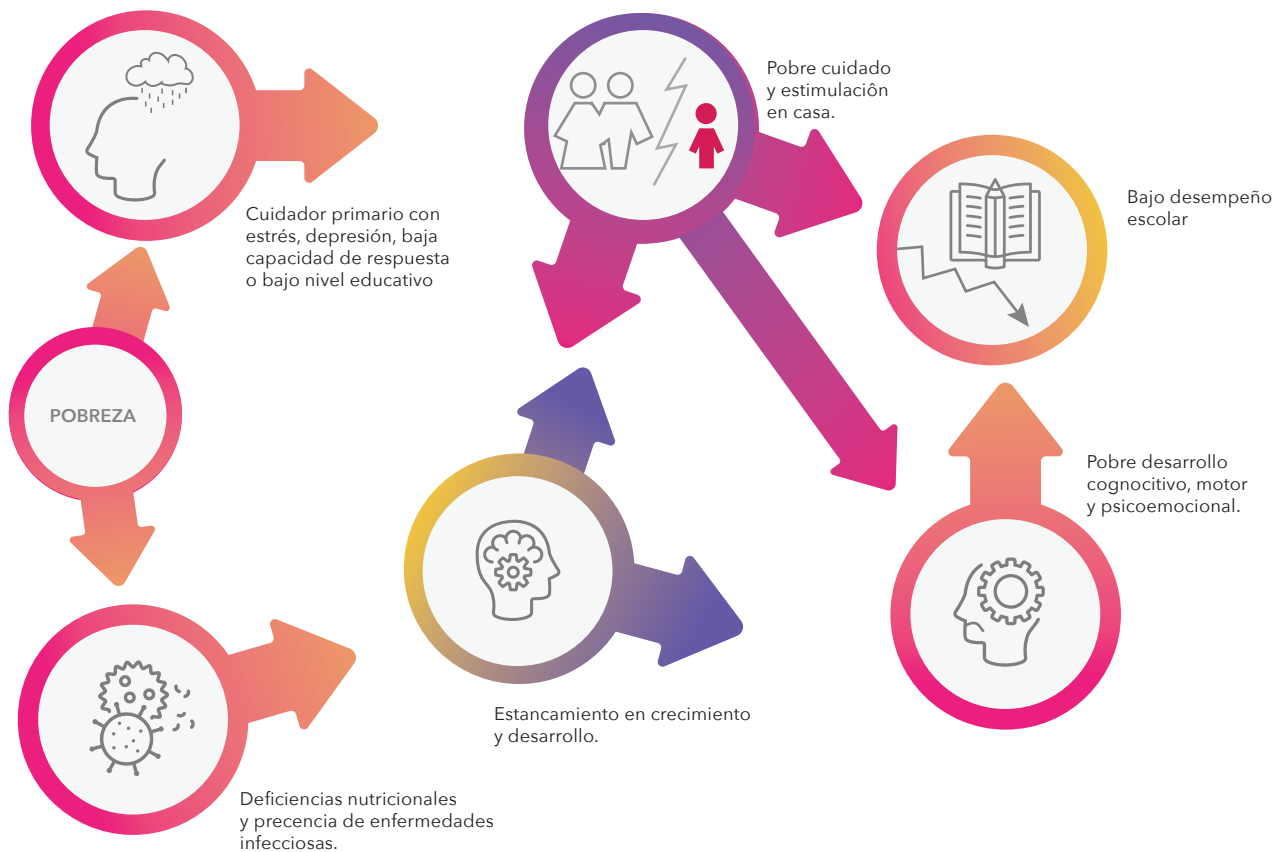 Pobre cuidado
y estimulaciôn
en casa.
Bajo desempeño
escolar
Cuidador primario con
estrés, depresión, baja
capacidad de respuesta
o bajo nivel educativo
POBREZA
Pobre desarrollo
cognocitivo, motor
y psicoemocional.
Estancamiento en crecimiento
y desarrollo.
Deficiencias nutricionales
y precencia de enfermedades
infecciosas.